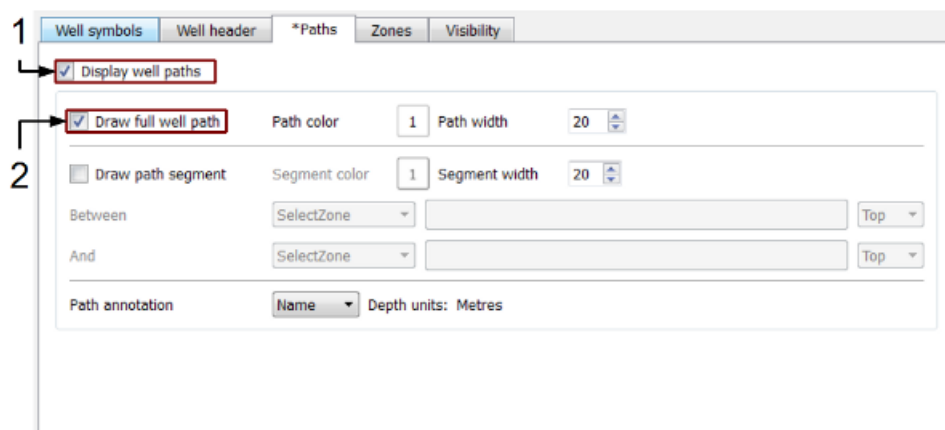 1
Well symbols Well header *Paths Zones Visibility
Display well paths
Draw full well path Path color 1 Path width 20
2
Draw path segment Segment color 1 Segment width 20
Between SelectZone Top
And SelectZone Top
Path annotation Name Depth units: Metres